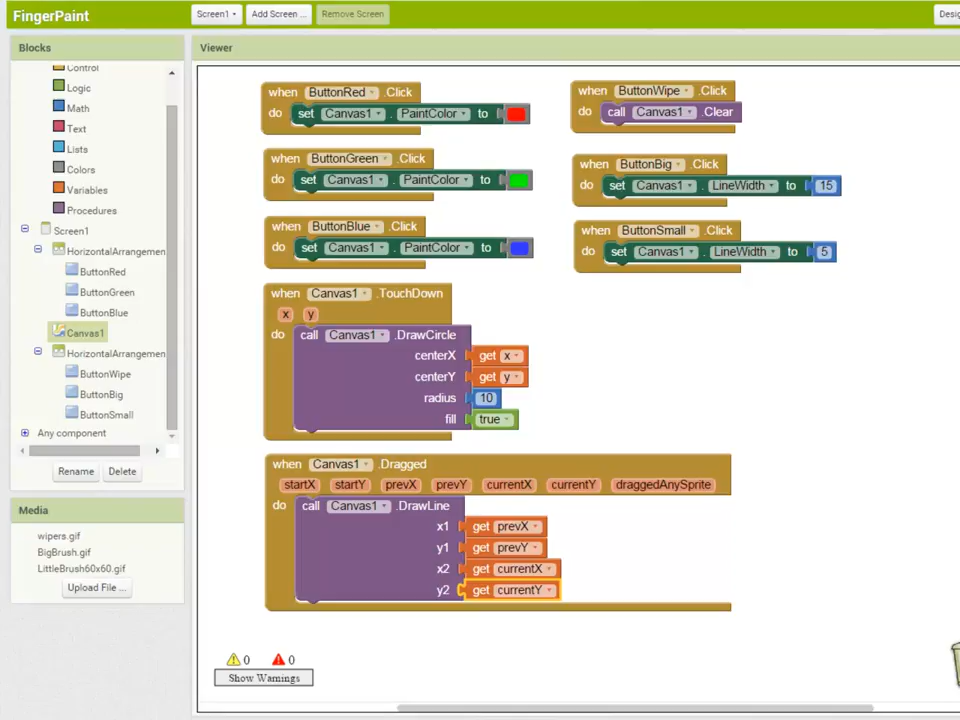 FingerPaint
Screen1
Add Screen ...
Remove Screen
Blocks
Control
Logic
Math
Text
Lists
Colors
Variables
Procedures
Screen1
HorizontalArrangemen
ButtonRed
ButtonGreen
ButtonBlue
Canvas1
HorizontalArrangemen
ButtonWipe
ButtonBig
ButtonSmall
Any component
Rename
Delete
Media
wipers.gif
BigBrush.gif
LittleBrush60x60.gif
Upload File ...
Viewer
when ButtonRed .Click
do set Canvas1 . PaintColor to
when ButtonGreen .Click
do set Canvas1 . PaintColor to
when ButtonBlue .Click
do set Canvas1 . PaintColor to
when ButtonWipe .Click
do call Canvas1 .Clear
when ButtonBig .Click
do set Canvas1 . LineWidth to 15
when ButtonSmall .Click
do set Canvas1 . LineWidth to 5
when Canvas1 .TouchDown
x y
do call Canvas1 .DrawCircle
centerX get x
centerY get y
radius 10
fill true
when Canvas1 .Dragged
startX startY prevX prevY currentX currentY draggedAnySprite
do call Canvas1 .DrawLine
x1 get prevX
y1 get prevY
x2 get currentX
y2 get currentY
0 0
Show Warnings